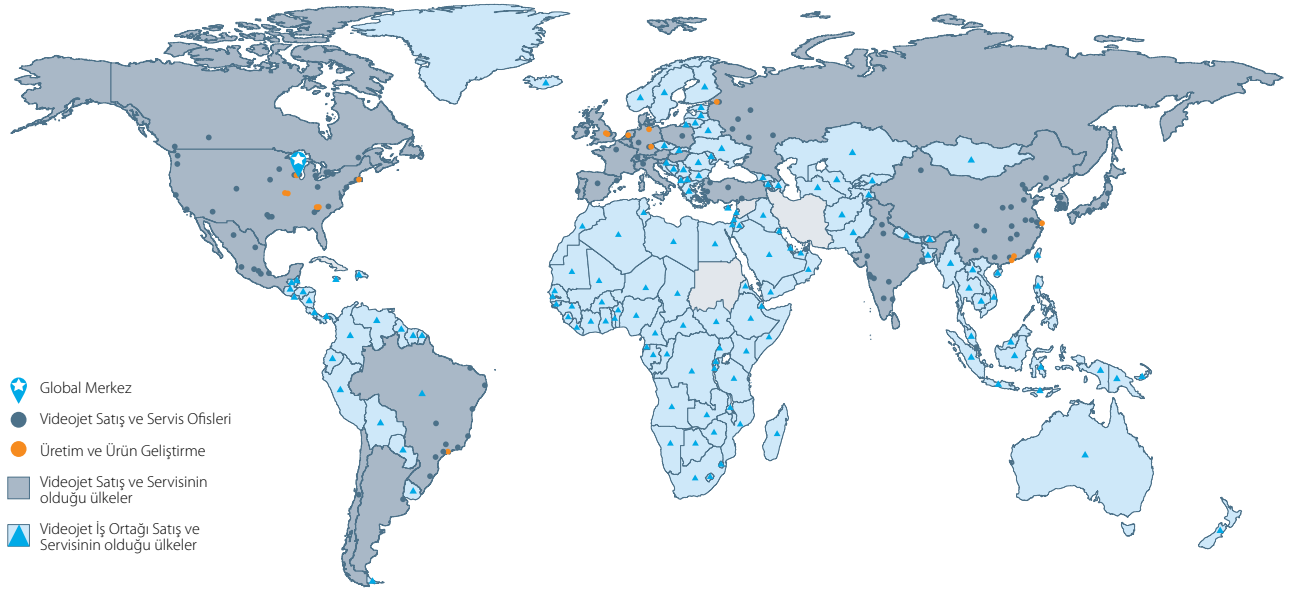 Global Merkez
Videojet Satış ve Servis Ofisleri
Üretim ve Ürün Geliştirme
Videojet Satış ve Servisinin
olduğu ülkeler
Videojet İş Ortağı Satış ve
Servisinin olduğu ülkeler